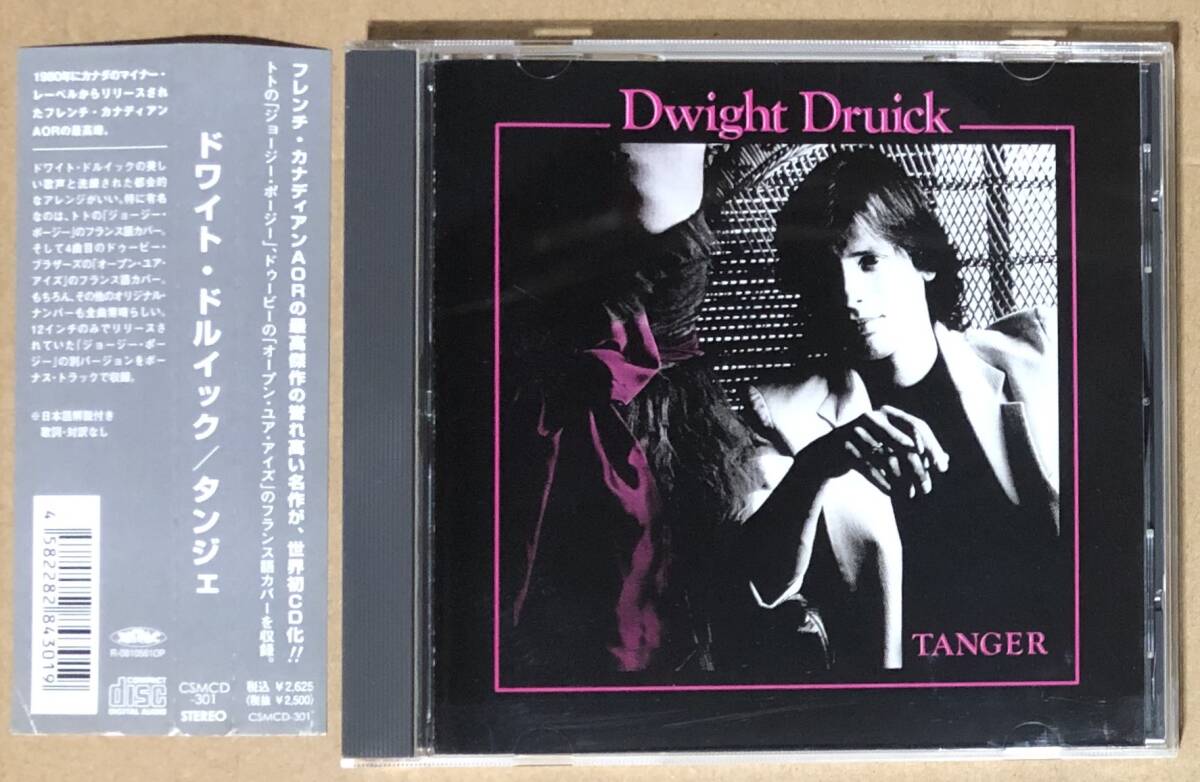 1980年にカナダのマイナー・
レーベルからリリースされ
たフレンチ・カナディアン
AORの最高峰。
ドワイト・ドルイックの美し
い歌声と洗練された都会的
なアレンジがいい。特に有名
なのは、トトの「ジョージー・
ポージー」のフランス語カバー。
そして4曲目のドゥービー・
ブラザーズの「オープン・ユア・
アイズ」のフランス語カバー。
もちろん、その他のオリジナル・
ナンバーも全曲素晴らしい。
12インチのみでリリースさ
れていた「ジョージー・ポー
ジー」の別バージョンをボー
ナス・トラックで収録。
※日本語解説付き
歌詞・対訳なし
4582282843019
ドワイト・ドルイック/タンジェ
フレンチ・カナディアンAORの最高傑作の誉れ高い名作が、世界初CD化!!
トトの「ジョージー・ポージー」、ドゥービーの「オープン・ユア・アイズ」のフランス語カバーを収録。
R-0810561OP
COMPACT
disc
DIGITAL AUDIO
CSMCD
-301
STEREO
税込 ¥2,625
(税抜 ¥2,500)
CSMCD-301
Dwight Druick
TANGER